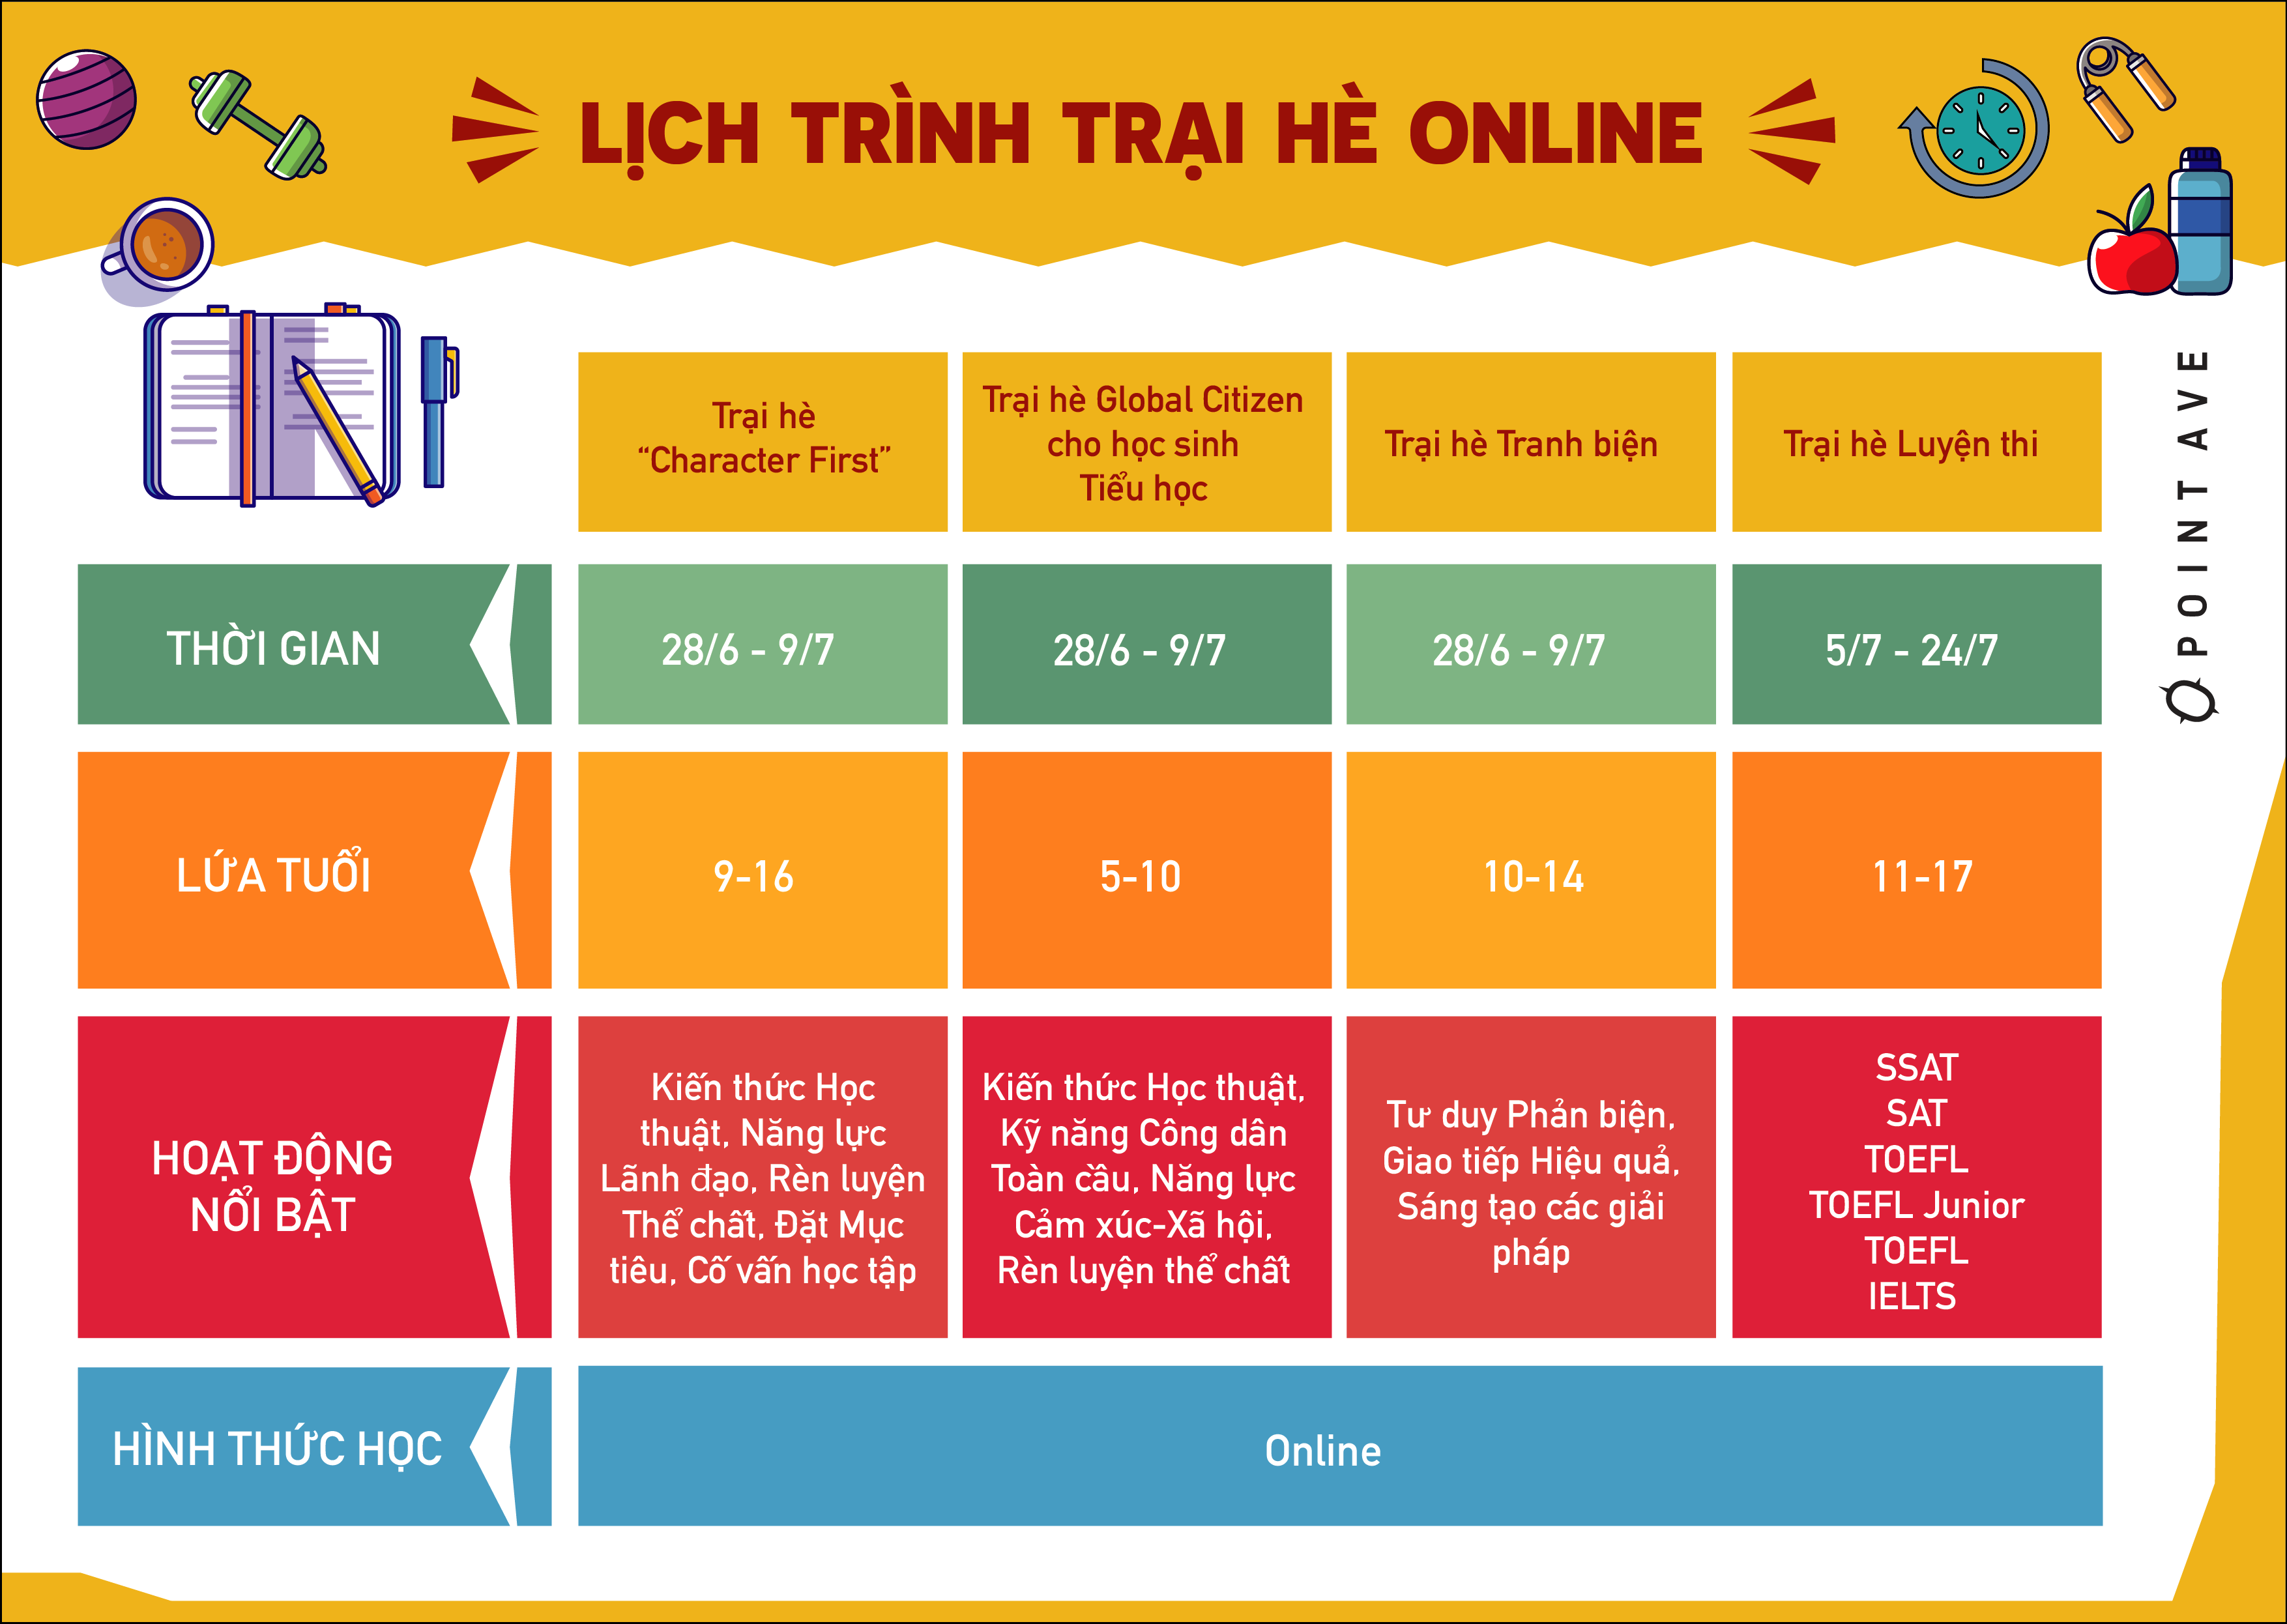 LỊCH TRÌNH TRẠI HÈ ONLINE
Trại hè
“Character First”
Trại hè Global Citizen
cho học sinh
Tiểu học
Trại hè Tranh biện
Trại hè Luyện thi
POINT AVE
THỜI GIAN
28/6 - 9/7
28/6 - 9/7
28/6 - 9/7
5/7 - 24/7
LỨA TUỔI
9-16
5-10
10-14
11-17
HOẠT ĐỘNG
NỔI BẬT
Kiến thức Học
thuật, Năng lực
Lãnh đạo, Rèn luyện
Thể chất, Đặt Mục
tiêu, Cố vấn học tập
Kiến thức Học thuật,
Kỹ năng Công dân
Toàn cầu, Năng lực
Cảm xúc-Xã hội,
Rèn luyện thể chất
Tư duy Phản biện,
Giao tiếp Hiệu quả,
Sáng tạo các giải
pháp
SSAT
SAT
TOEFL
TOEFL Junior
TOEFL
IELTS
HÌNH THỨC HỌC
Online